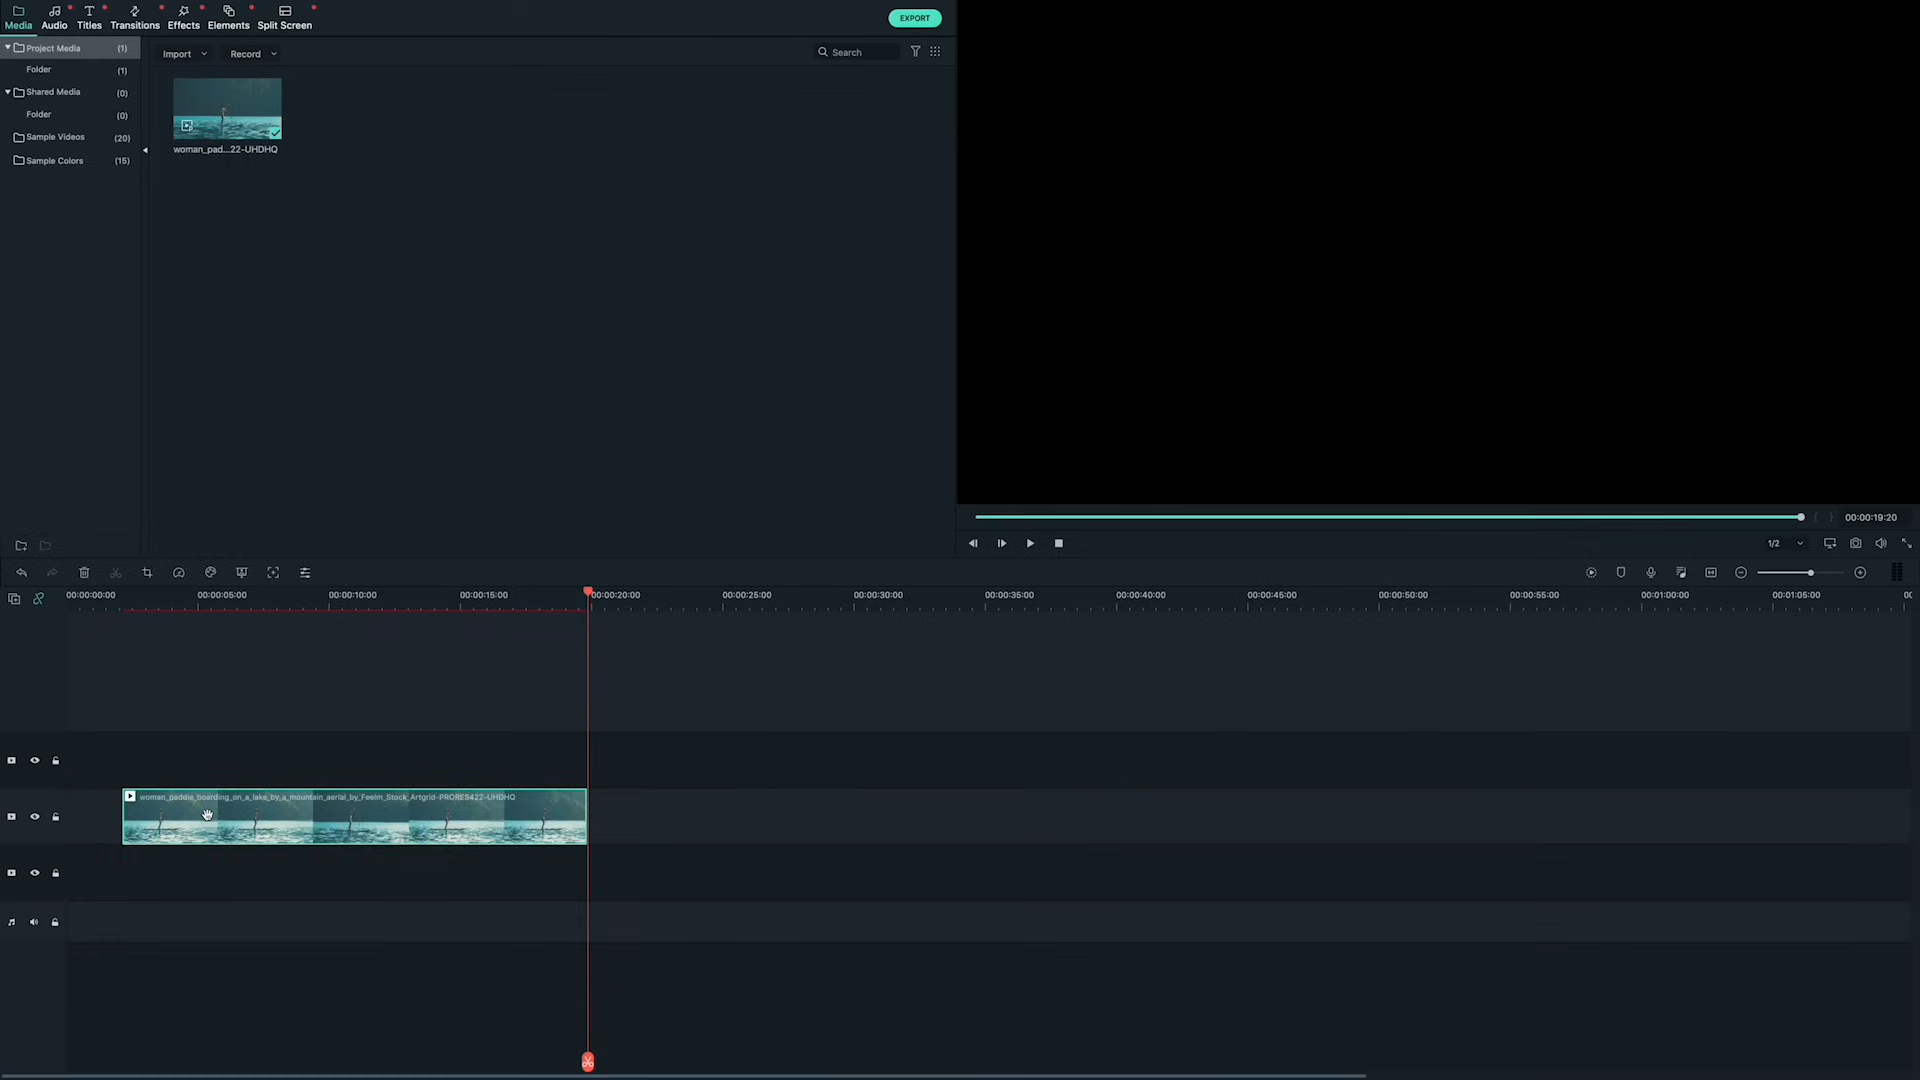 Media Audio Titles Transitions Effects Elements Split Screen
EXPORT
Project Media (1)
Folder (1)
Shared Media (0)
Folder (0)
Sample Videos (20)
Sample Colors (15)
Import Record Search
woman_pad...22-UHDHQ
00:00:19:20
1/2
00:00:00:00 00:00:05:00 00:00:10:00 00:00:15:00 00:00:20:00 00:00:25:00 00:00:30:00 00:00:35:00 00:00:40:00 00:00:45:00 00:00:50:00 00:00:55:00 00:01:00:00 00:01:05:00 00
woman_paddle_boarding_on_a_lake_by_a_mountain_aerial_by_Feelm_Stock_Artgrid-PRORES422-UHDHQ